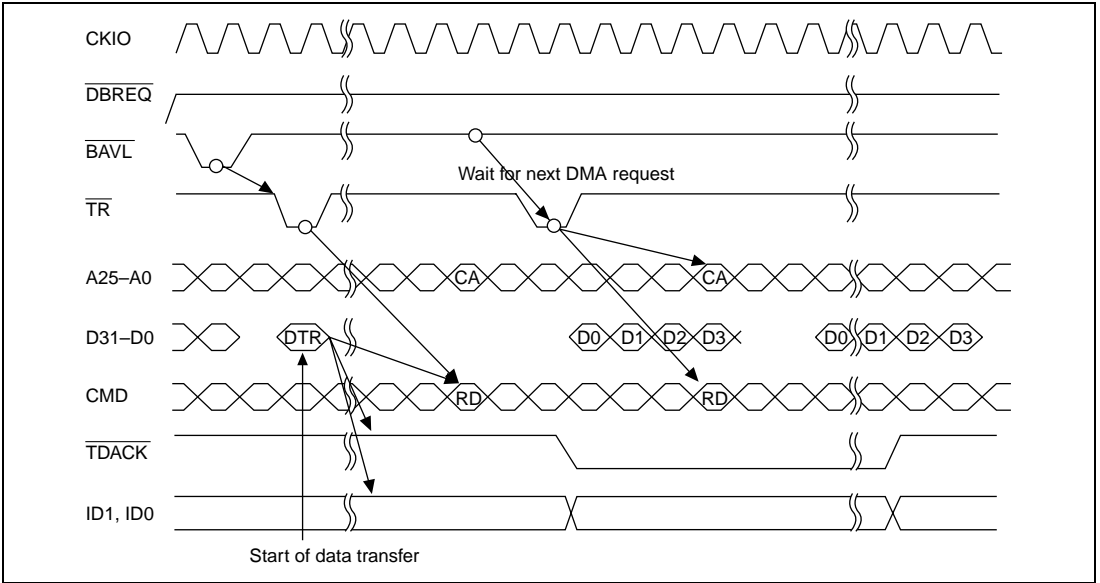 CKIO
DBREQ
BAVL
Wait for next DMA request
TR
A25–A0 CA CA
D31–D0 DTR D0 D1 D2 D3 D0 D1 D2 D3
CMD RD RD
TDACK
ID1, ID0
Start of data transfer